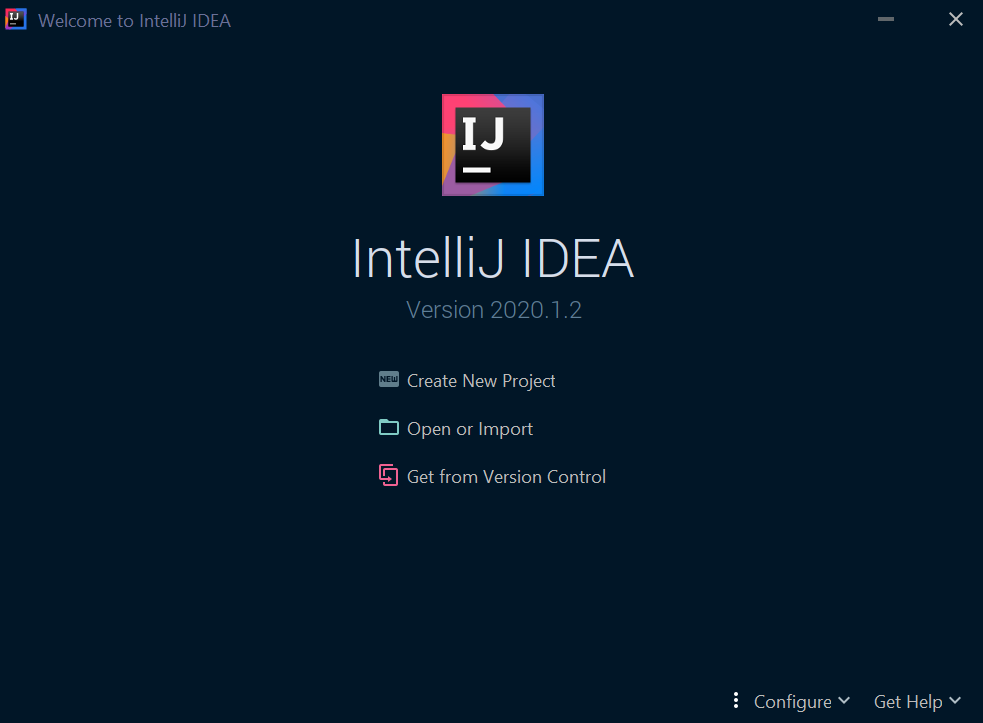 Welcome to IntelliJ IDEA
IJ
IntelliJ IDEA
Version 2020.1.2
NEW Create New Project
Open or Import
Get from Version Control
Configure Get Help